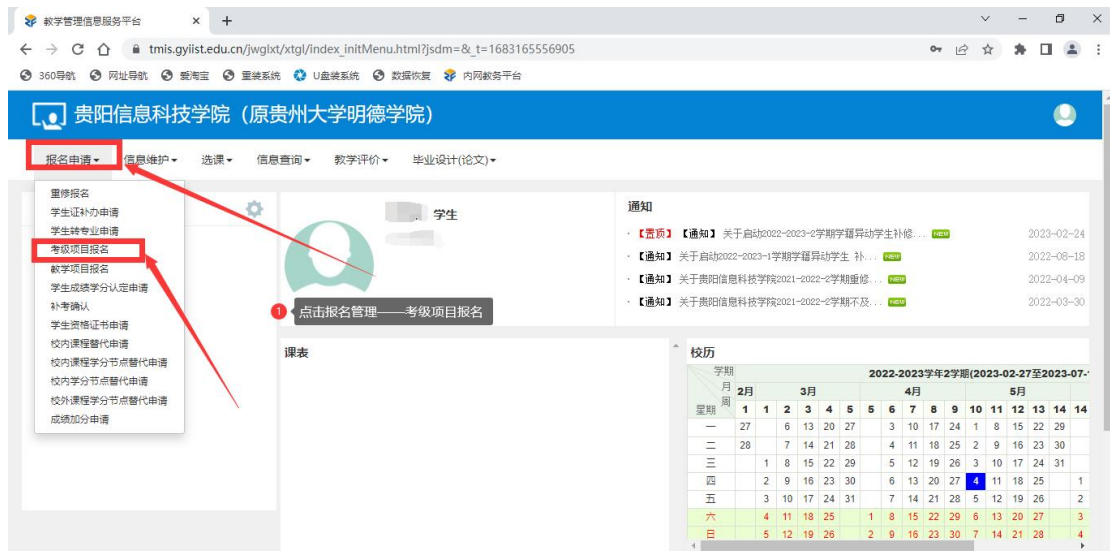 教学管理信息服务平台
tmis.gyiist.edu.cn/jwglxt/xtgl/index_initMenu.html?jsdm=&_t=1683165556905
360导航 网址导航 爱淘宝 重装系统 U盘装系统 数据恢复 内网教务平台
贵阳信息科技学院（原贵州大学明德学院）
报名申请 信息维护 选课 信息查询 教学评价 毕业设计(论文)
重修报名
学生证补办申请
学生转专业申请
考级项目报名
教学项目报名
学生成绩学分认定申请
补考确认
学生资格证书申请
校内课程替代申请
校内课程学分节点替代申请
校内学分节点替代申请
校外课程学分节点替代申请
成绩加分申请
学生
1 点击报名管理——考级项目报名
通知
·【置顶】【通知】关于启动2022-2023-2学期学籍异动学生补修... NEW 2023-02-24
·【通知】关于启动2022-2023-1学期学籍异动学生 补... NEW 2022-08-18
·【通知】关于贵阳信息科技学院2021-2022-2学期重修... NEW 2022-04-09
·【通知】关于贵阳信息科技学院2021-2022-2学期不及... NEW 2022-03-30
课表
校历
学期 2022-2023学年2学期(2023-02-27至2023-07-
月 2月 3月 4月 5月
周
星期 1 1 2 3 4 5 5 6 7 8 9 10 11 12 13 14 14
一 27 6 13 20 27 3 10 17 24 1 8 15 22 29
二 28 7 14 21 28 4 11 18 25 2 9 16 23 30
三 1 8 15 22 29 5 12 19 26 3 10 17 24 31
四 2 9 16 23 30 6 13 20 27 4 11 18 25 1
五 3 10 17 24 31 7 14 21 28 5 12 19 26 2
六 4 11 18 25 1 8 15 22 29 6 13 20 27 3
日 5 12 19 26 2 9 16 23 30 7 14 21 28 4